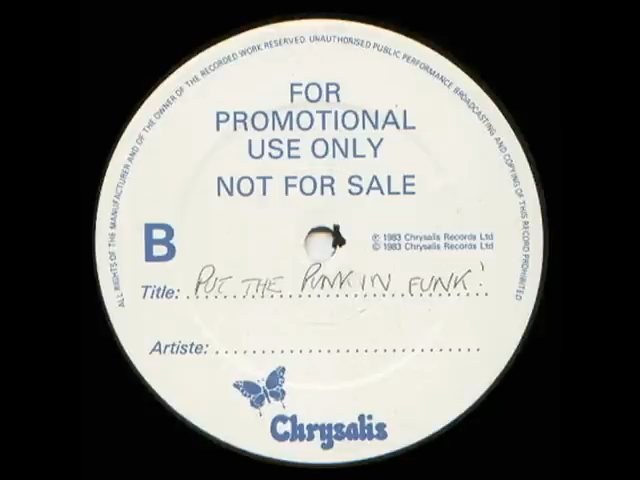 ALL RIGHTS OF THE MANUFACTURER AND OF THE OWNER OF THE RECORDED WORK RESERVED. UNAUTHORISED PUBLIC PERFORMANCE BROADCASTING AND COPYING OF THIS RECORD PROHIBITED
FOR
PROMOTIONAL
USE ONLY
NOT FOR SALE
B
℗ 1983 Chrysalis Records Ltd
© 1983 Chrysalis Records Ltd
Title: PUT THE PUNK IN FUNK!
Artiste:
Chrysalis